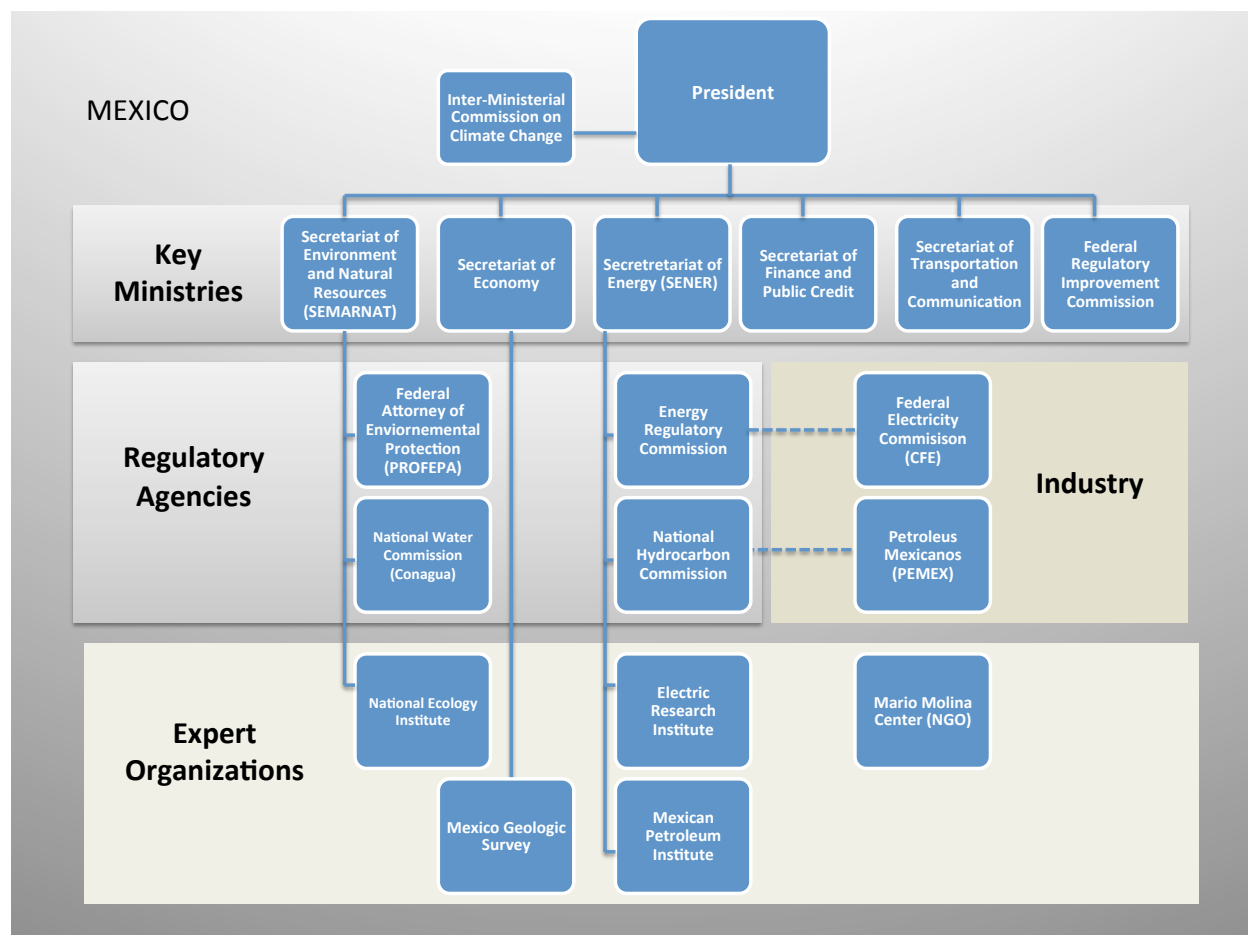 MEXICO
Inter-Ministerial
Commission on
Climate Change
President
Key
Ministries
Secretariat of
Environment
and Natural
Resources
(SEMARNAT)
Secretariat of
Economy
Secretretariat of
Energy (SENER)
Secretariat of
Finance and
Public Credit
Secretariat of
Transportation
and
Communication
Federal
Regulatory
Improvement
Commission
Regulatory
Agencies
Federal
Attorney of
Enviornemental
Protection
(PROFEPA)
Energy
Regulatory
Commission
Federal
Electricity
Commisison
(CFE)
Industry
National Water
Commission
(Conagua)
National
Hydrocarbon
Commission
Petroleus
Mexicanos
(PEMEX)
Expert
Organizations
National Ecology
Institute
Electric
Research
Institute
Mario Molina
Center (NGO)
Mexico Geologic
Survey
Mexican
Petroleum
Institute